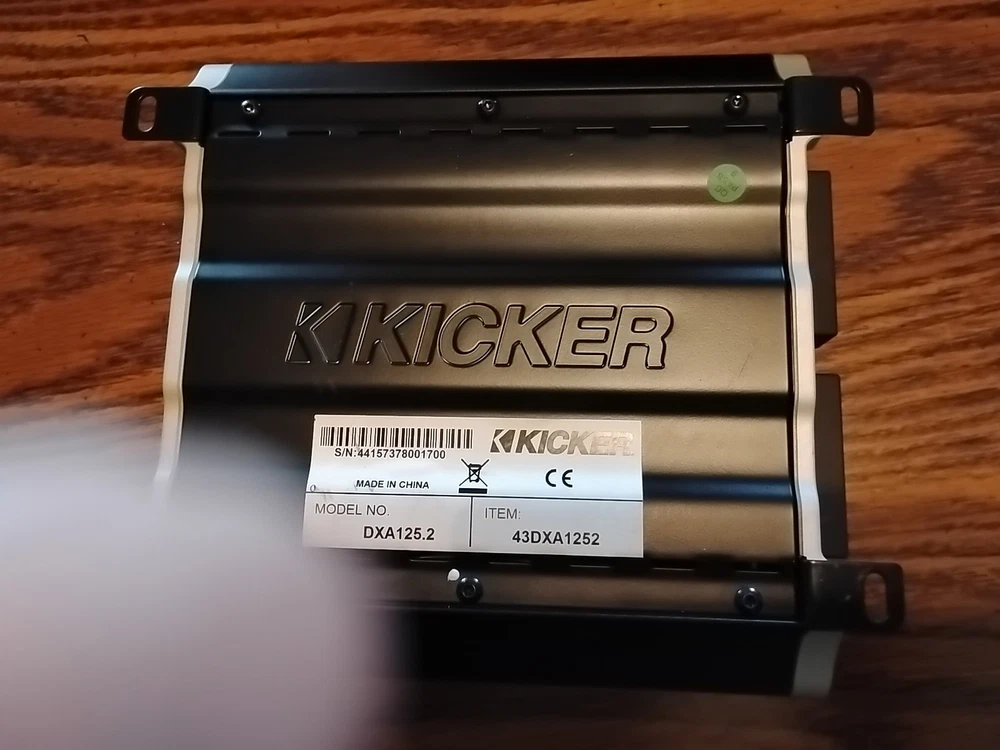 KICKER
KICKER
S/N:44157378001700
MADE IN CHINA
CE
MODEL NO.
DXA125.2
ITEM:
43DXA1252